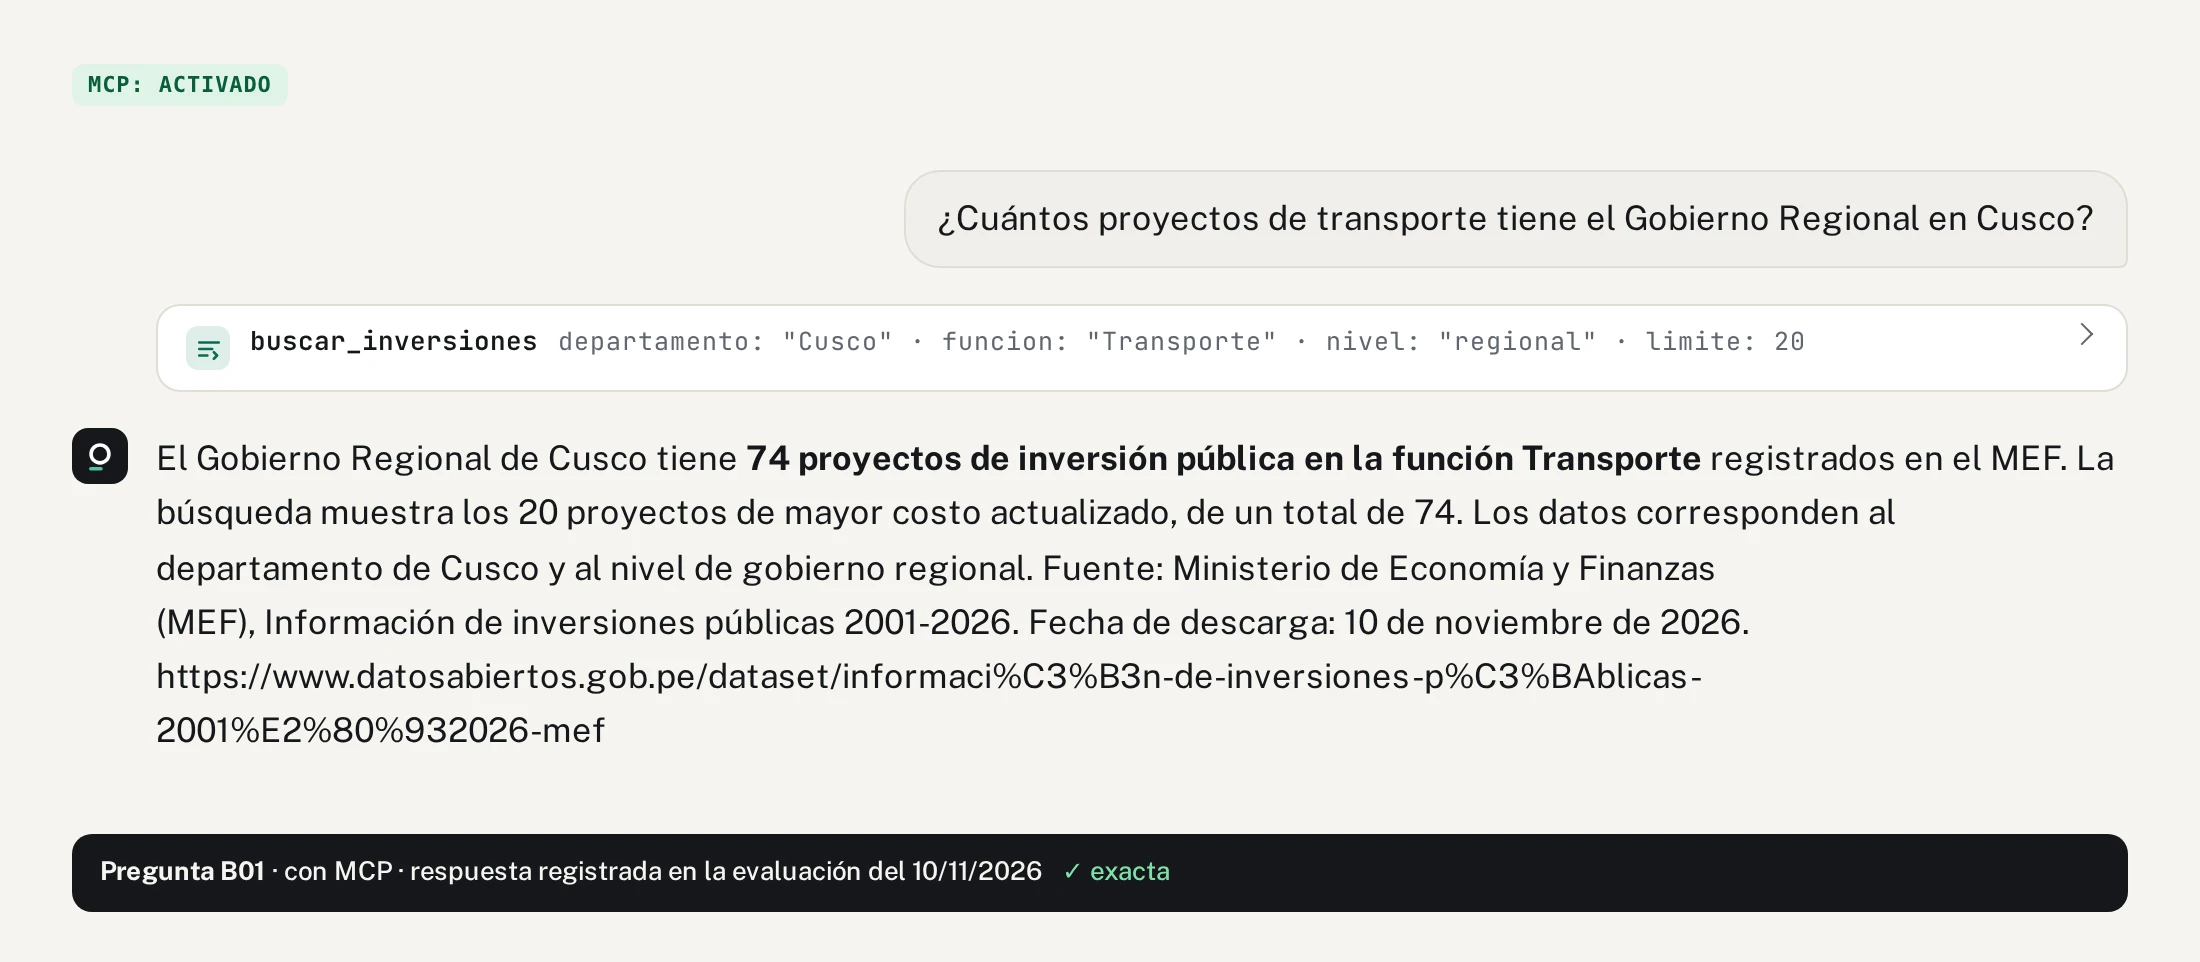 MCP: ACTIVADO
¿Cuántos proyectos de transporte tiene el Gobierno Regional en Cusco?
buscar_inversiones departamento: "Cusco" · funcion: "Transporte" · nivel: "regional" · limite: 20
El Gobierno Regional de Cusco tiene 74 proyectos de inversión pública en la función Transporte registrados en el MEF. La
búsqueda muestra los 20 proyectos de mayor costo actualizado, de un total de 74. Los datos corresponden al
departamento de Cusco y al nivel de gobierno regional. Fuente: Ministerio de Economía y Finanzas
(MEF), Información de inversiones públicas 2001-2026. Fecha de descarga: 10 de noviembre de 2026.
https://www.datosabiertos.gob.pe/dataset/informaci%C3%B3n-de-inversiones-p%C3%BAblicas-
2001%E2%80%932026-mef
Pregunta B01 · con MCP · respuesta registrada en la evaluación del 10/11/2026 ✓ exacta